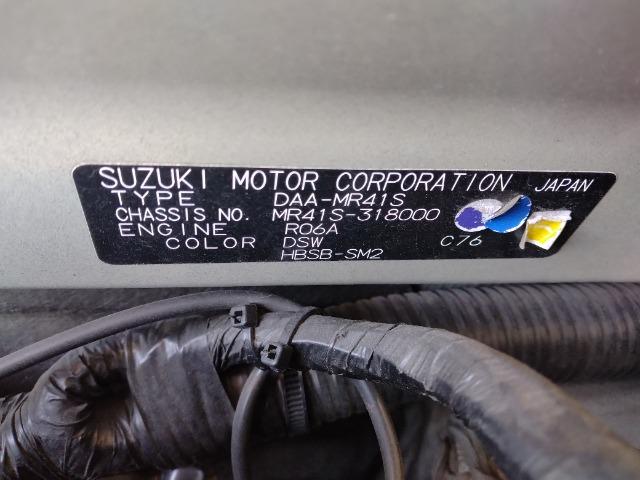 SUZUKI MOTOR CORPORATION JAPAN
TYPE DAA-MR41S
CHASSIS NO. MR41S-318000
ENGINE R06A
COLOR DSW C76
HBSB-SM2